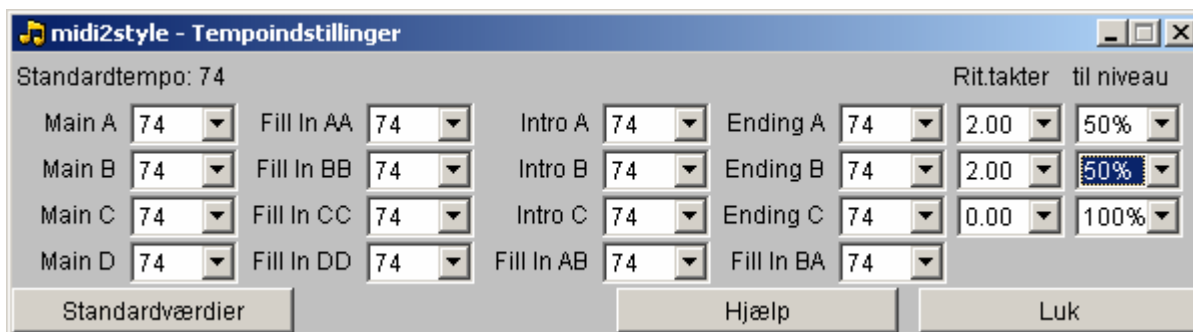 midi2style - Tempoindstillinger
Standardtempo: 74 Rit.takter til niveau
Main A 74 Fill In AA 74 Intro A 74 Ending A 74 2.00 50%
Main B 74 Fill In BB 74 Intro B 74 Ending B 74 2.00 50%
Main C 74 Fill In CC 74 Intro C 74 Ending C 74 0.00 100%
Main D 74 Fill In DD 74 Fill In AB 74 Fill In BA 74
Standardværdier Hjælp Luk